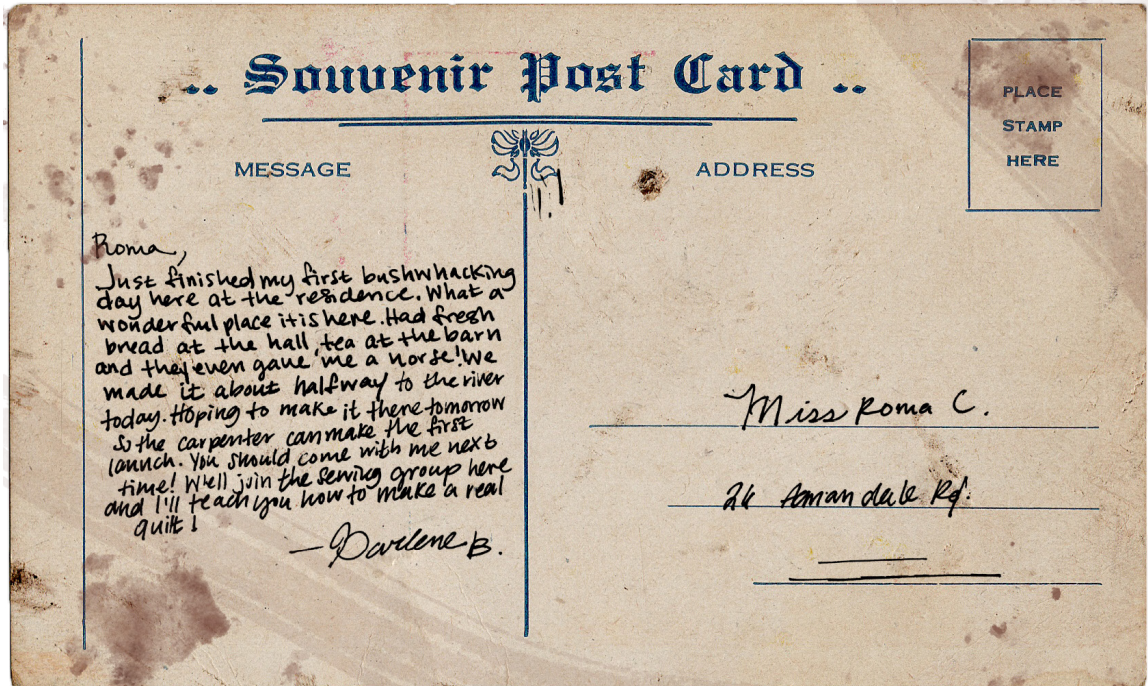 .. Souvenir Post Card ..
MESSAGE
ADDRESS
PLACE
STAMP
HERE
Roma,
Just finished my first bushwhacking
day here at the residence. What a
wonderful place it is here. Had fresh
bread at the hall, tea at the barn
and they even gave me a horse! We
made it about halfway to the river
today. Hoping to make it there tomorrow
So the carpenter can make the first
launch. You should come with me next
time! We'll join the sewing group here
and I'll teach you how to make a real
quilt!
— Darlene B.
Miss Roma C.
Rd.